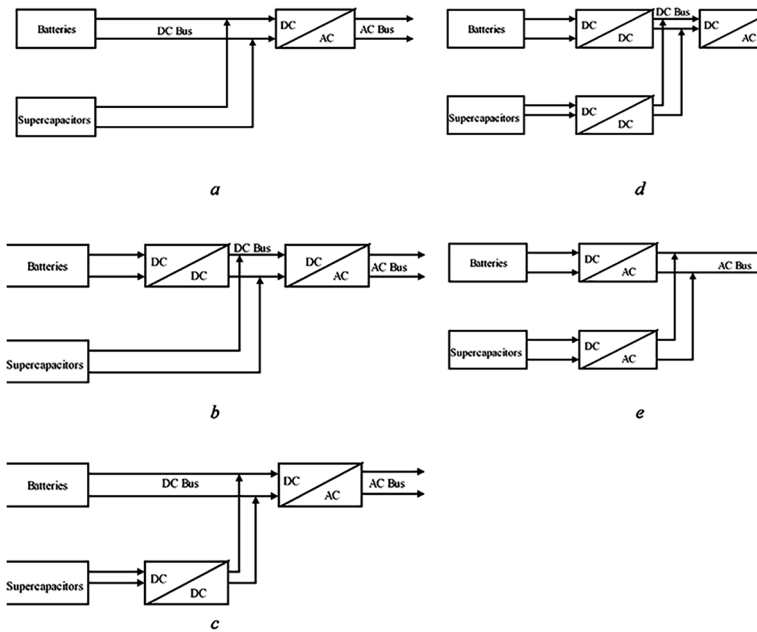 Batteries
DC Bus
DC
AC
AC Bus
Supercapacitors
a
Batteries
DC
DC
DC Bus
DC
AC
Supercapacitors
DC
DC
d
Batteries
DC
DC
DC Bus
DC
AC
AC Bus
Supercapacitors
b
Batteries
DC
AC
AC Bus
Supercapacitors
DC
AC
e
Batteries
DC Bus
DC
AC
AC Bus
Supercapacitors
DC
DC
c